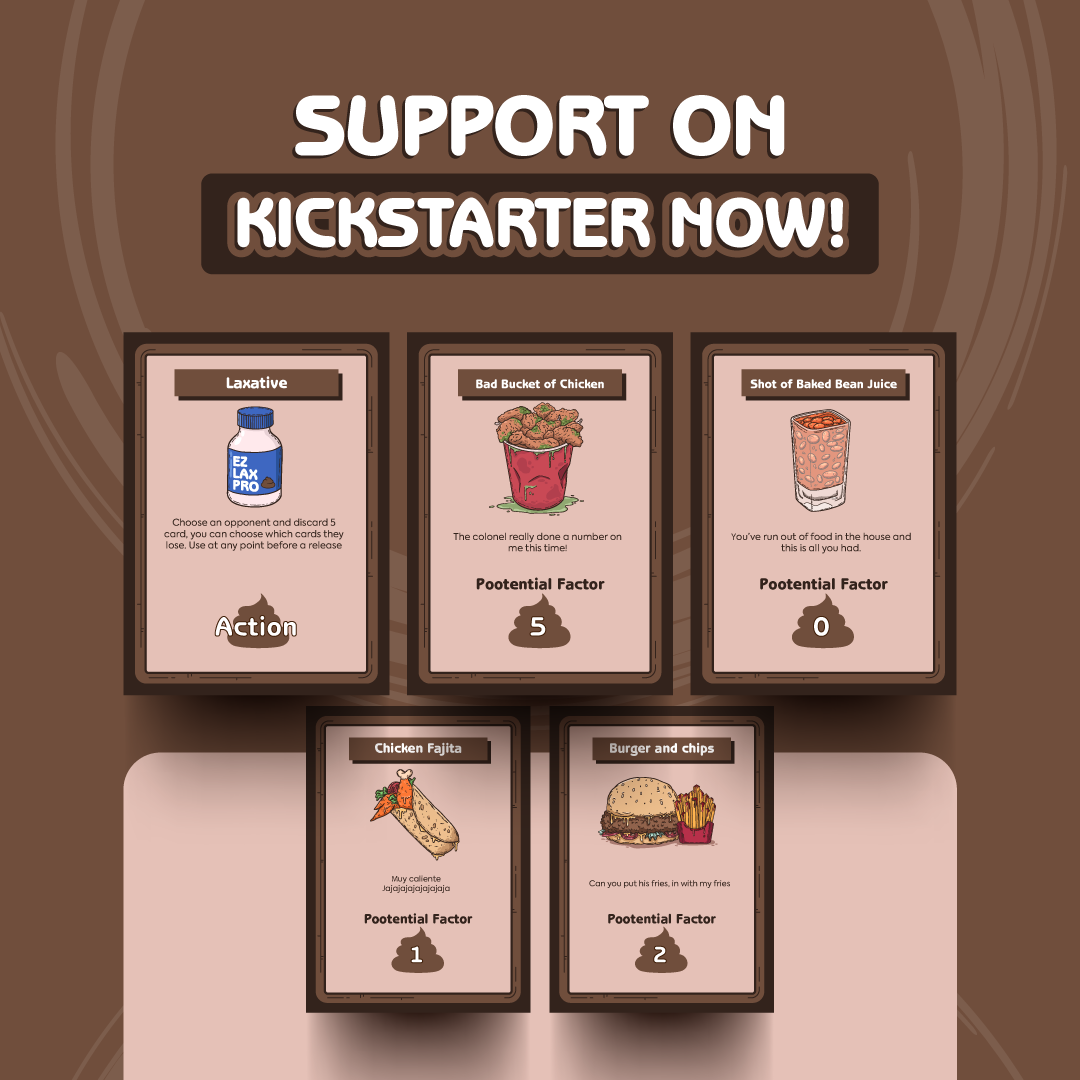 SUPPORT ON
KICKSTARTER NOW!
Laxative
EZ
LAX
PRO
Choose an opponent and discard 5
card, you can choose which cards they
lose. Use at any point before a release
Action
Bad Bucket of Chicken
The colonel really done a number on
me this time!
Pootential Factor
5
Shot of Baked Bean Juice
You've run out of food in the house and
this is all you had.
Pootential Factor
0
Chicken Fajita
Muy caliente
Jajajajajajajajaja
Pootential Factor
1
Burger and chips
Can you put his fries, in with my fries
Pootential Factor
2